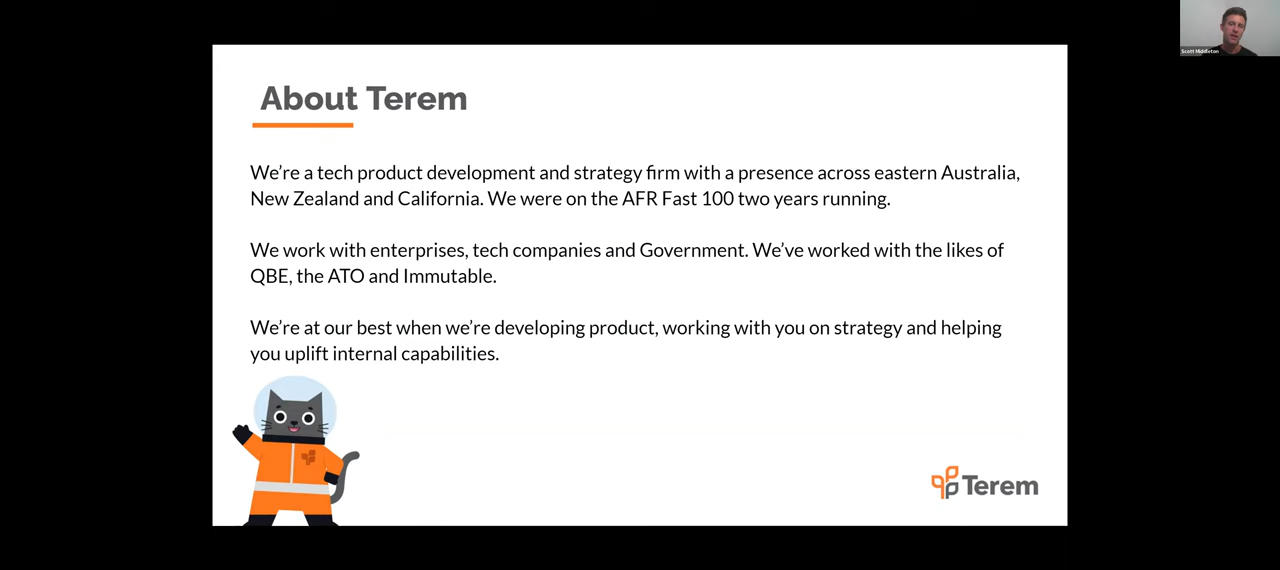 Scott Middleton
About Terem
We’re a tech product development and strategy firm with a presence across eastern Australia,
New Zealand and California. We were on the AFR Fast 100 two years running.
We work with enterprises, tech companies and Government. We’ve worked with the likes of
QBE, the ATO and Immutable.
We’re at our best when we’re developing product, working with you on strategy and helping
you uplift internal capabilities.
Terem